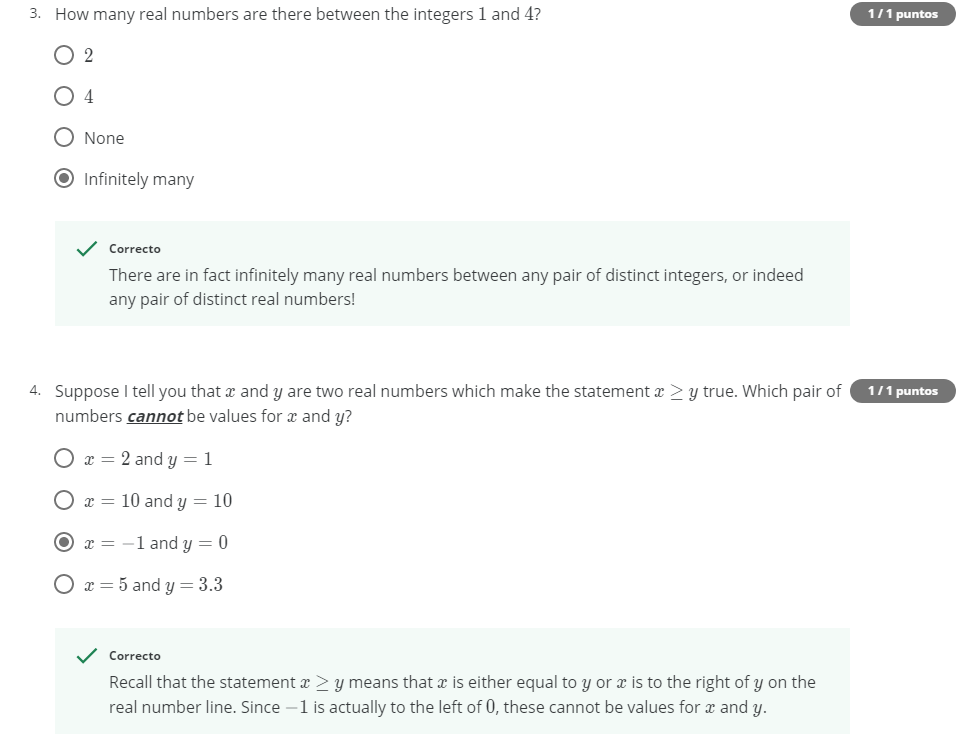 3. How many real numbers are there between the integers 1 and 4?
1 / 1 puntos
2
4
None
Infinitely many
Correcto
There are in fact infinitely many real numbers between any pair of distinct integers, or indeed
any pair of distinct real numbers!
4. Suppose I tell you that x and y are two real numbers which make the statement x ≥ y true. Which pair of
1 / 1 puntos
numbers cannot be values for x and y?
x = 2 and y = 1
x = 10 and y = 10
x = −1 and y = 0
x = 5 and y = 3.3
Correcto
Recall that the statement x ≥ y means that x is either equal to y or x is to the right of y on the
real number line. Since −1 is actually to the left of 0, these cannot be values for x and y.